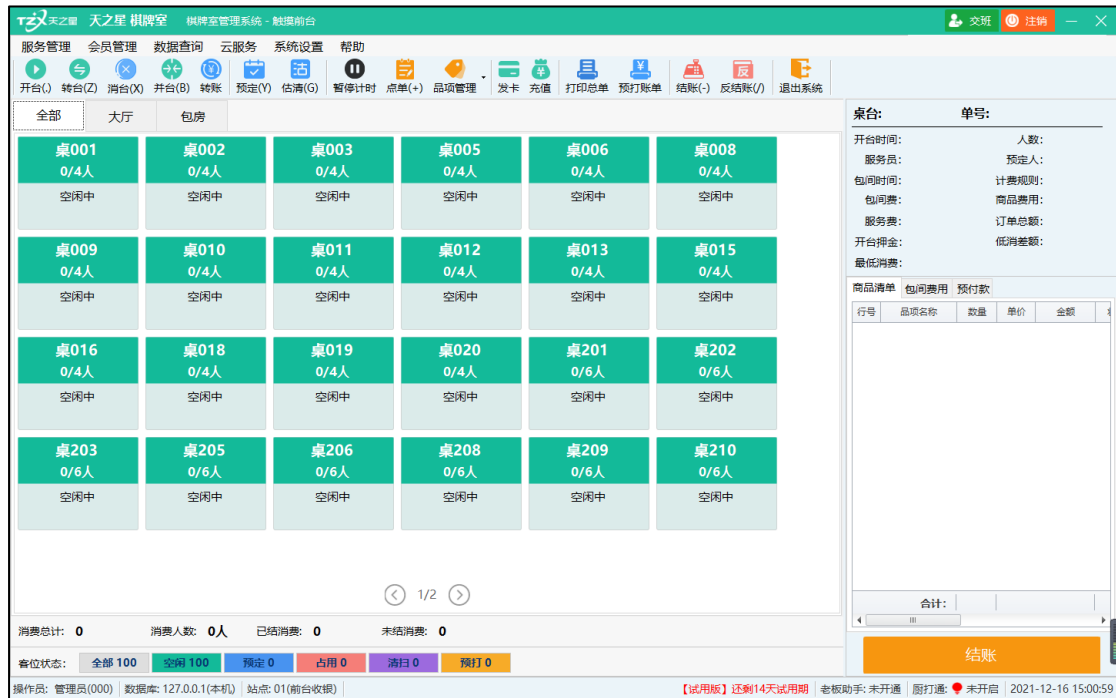 TZX 天之星 天之星 棋牌室 棋牌室管理系统 - 触摸前台 交班 注销
服务管理 会员管理 数据查询 云服务 系统设置 帮助
开台(.) 转台(Z) 消台(X) 并台(B) 转账 预定(Y) 估清(G) 暂停计时 点单(+) 品项管理 发卡 充值 打印总单 预打账单 结账(-) 反结账(/) 退出系统
全部 大厅 包房
桌001 桌002 桌003 桌005 桌006 桌008
0/4人 0/4人 0/4人 0/4人 0/4人 0/4人
空闲中 空闲中 空闲中 空闲中 空闲中 空闲中
桌009 桌010 桌011 桌012 桌013 桌015
0/4人 0/4人 0/4人 0/4人 0/4人 0/4人
空闲中 空闲中 空闲中 空闲中 空闲中 空闲中
桌016 桌018 桌019 桌020 桌201 桌202
0/4人 0/4人 0/4人 0/4人 0/6人 0/6人
空闲中 空闲中 空闲中 空闲中 空闲中 空闲中
桌203 桌205 桌206 桌208 桌209 桌210
0/6人 0/6人 0/6人 0/6人 0/6人 0/6人
空闲中 空闲中 空闲中 空闲中 空闲中 空闲中
1/2
消费总计: 0 消费人数: 0人 已结消费: 0 未结消费: 0
客位状态: 全部 100 空闲 100 预定 0 占用 0 清扫 0 预打 0
桌台: 单号:
开台时间: 人数:
服务员: 预定人:
包间时间: 计费规则:
包间费: 商品费用:
服务费: 订单总额:
开台押金: 低消差额:
最低消费:
商品清单 包间费用 预付款
行号 品项名称 数量 单价 金额
合计:
结账
操作员: 管理员(000) 数据库: 127.0.0.1(本机) 站点: 01(前台收银) 【试用版】还剩14天试用期 老板助手: 未开通 厨打通: 未开启 2021-12-16 15:00:59